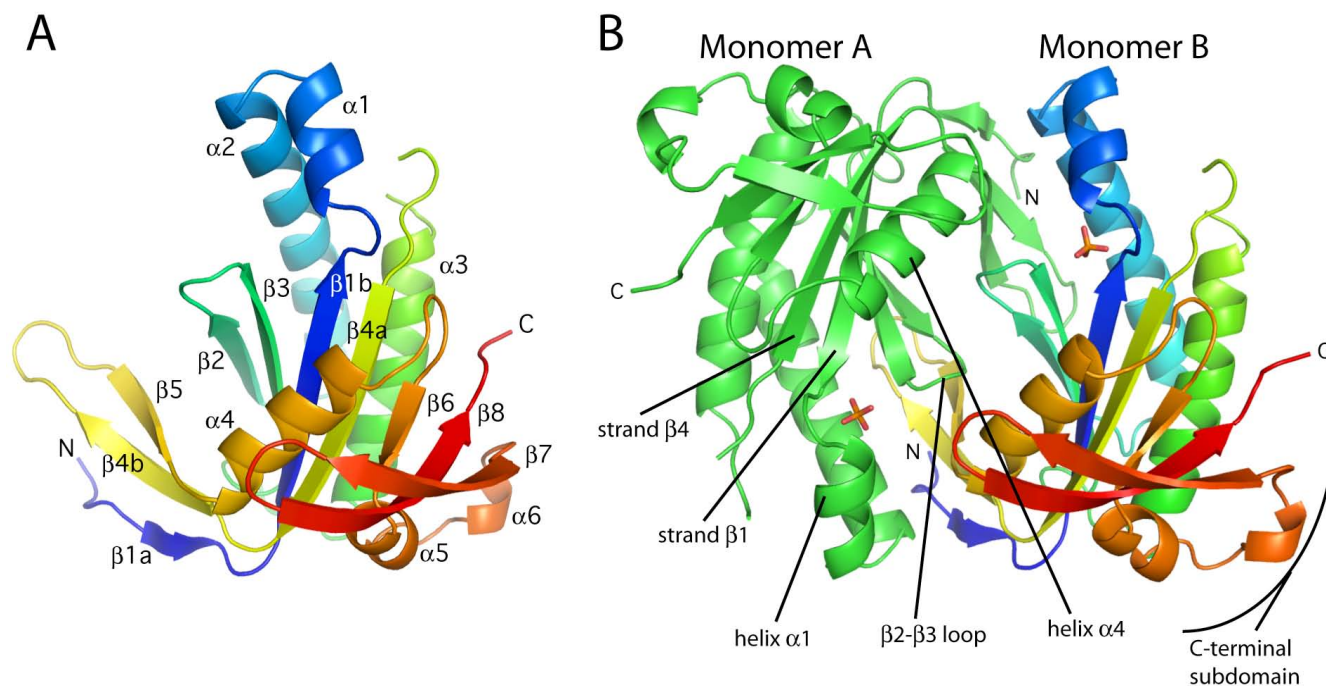 A
α1
α2
α3
β3
β1b
β4a
C
β2
β5
β6
β8
α4
β7
N
β4b
α6
β1a
α5
B
Monomer A
Monomer B
N
C
C
strand β4
N
strand β1
helix α1
β2-β3 loop
helix α4
C-terminal
subdomain